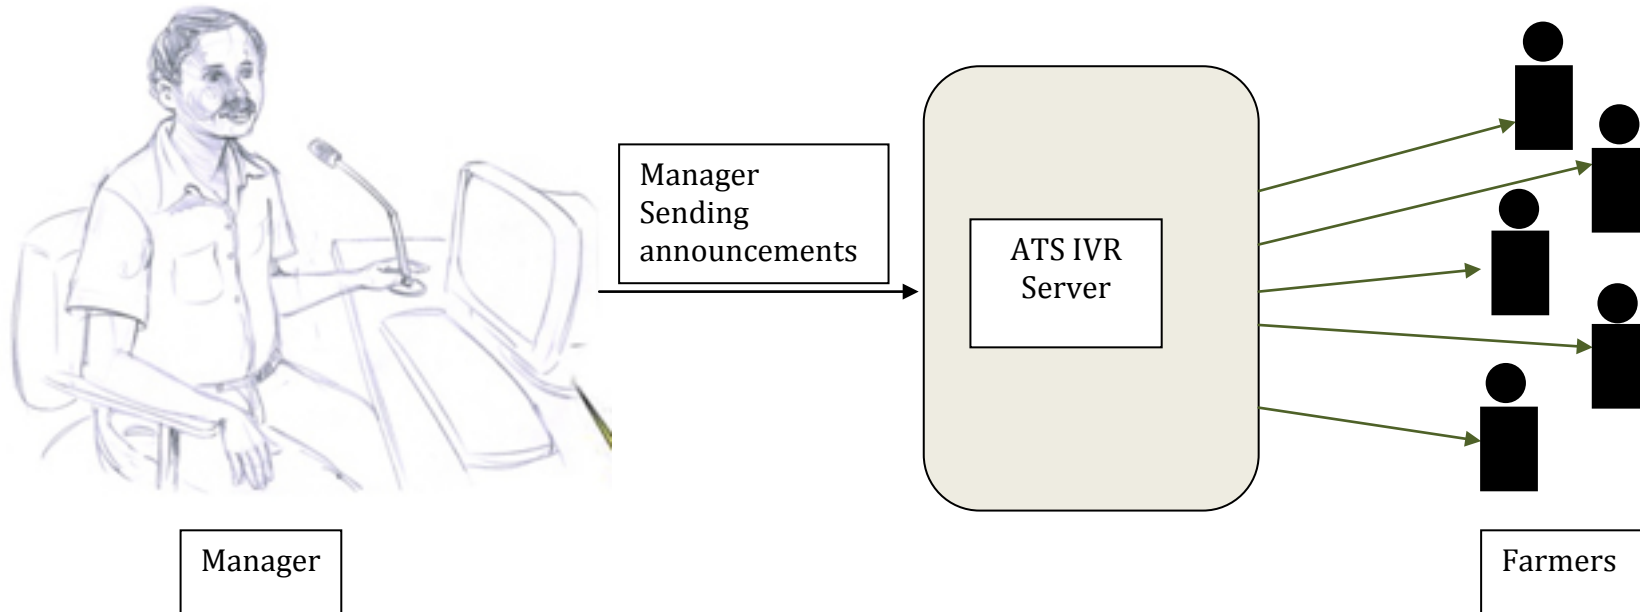 Manager
Sending
announcements
ATS IVR
Server
Manager
Farmers